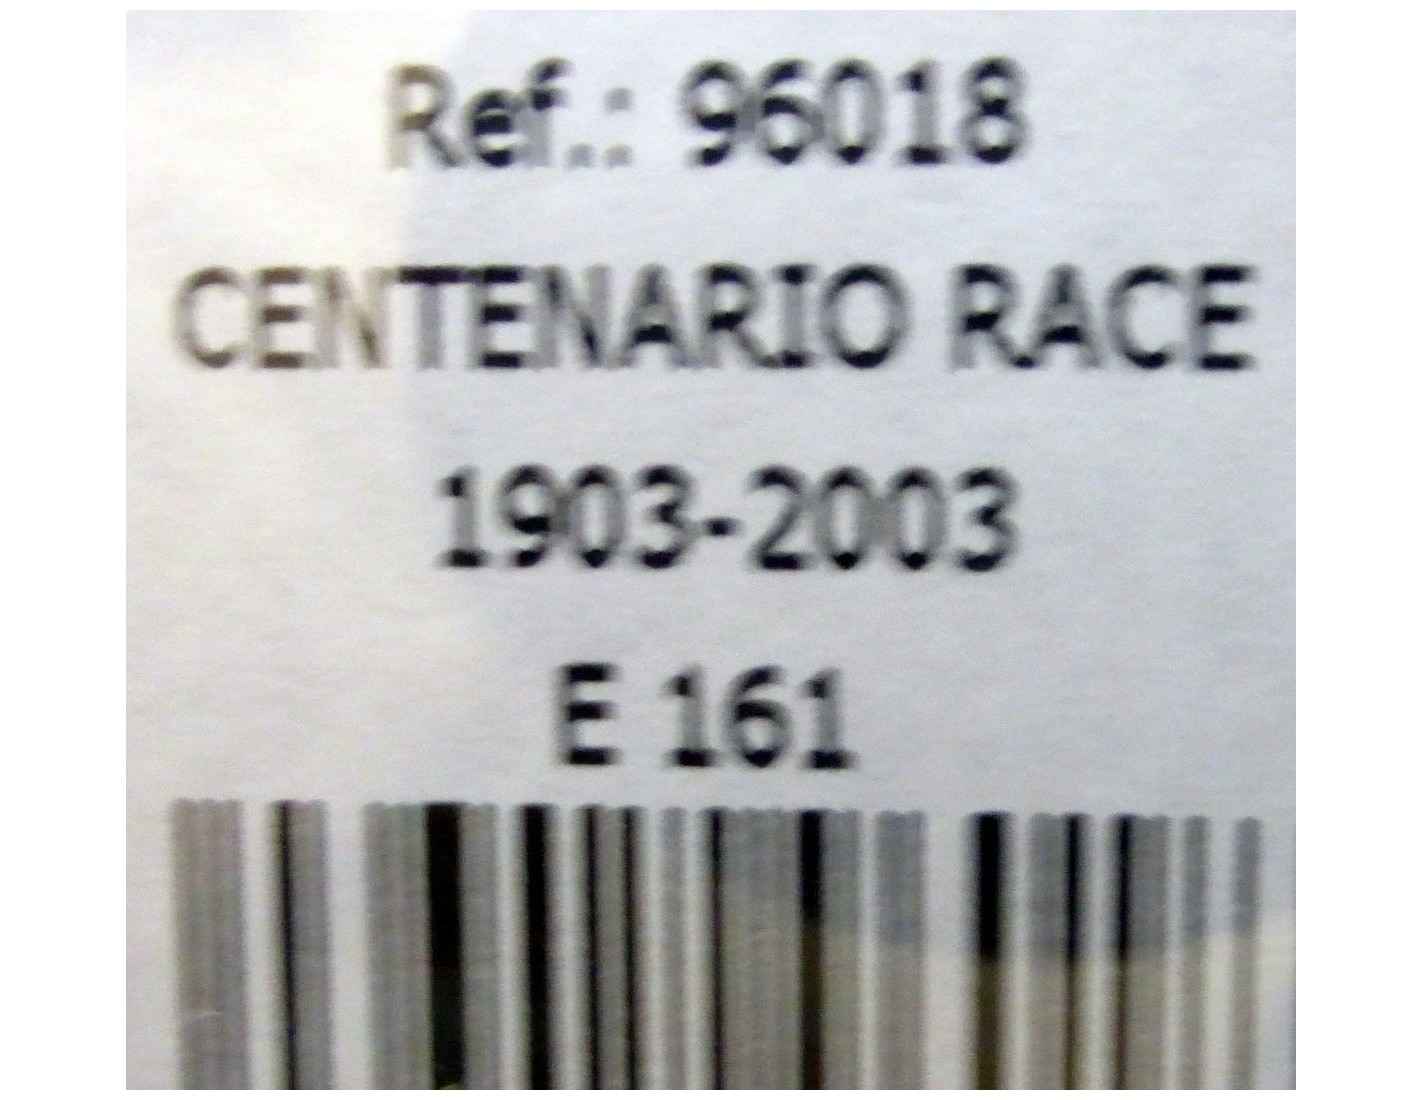 Ref.: 96018
CENTENARIO RACE
1903-2003
E 161